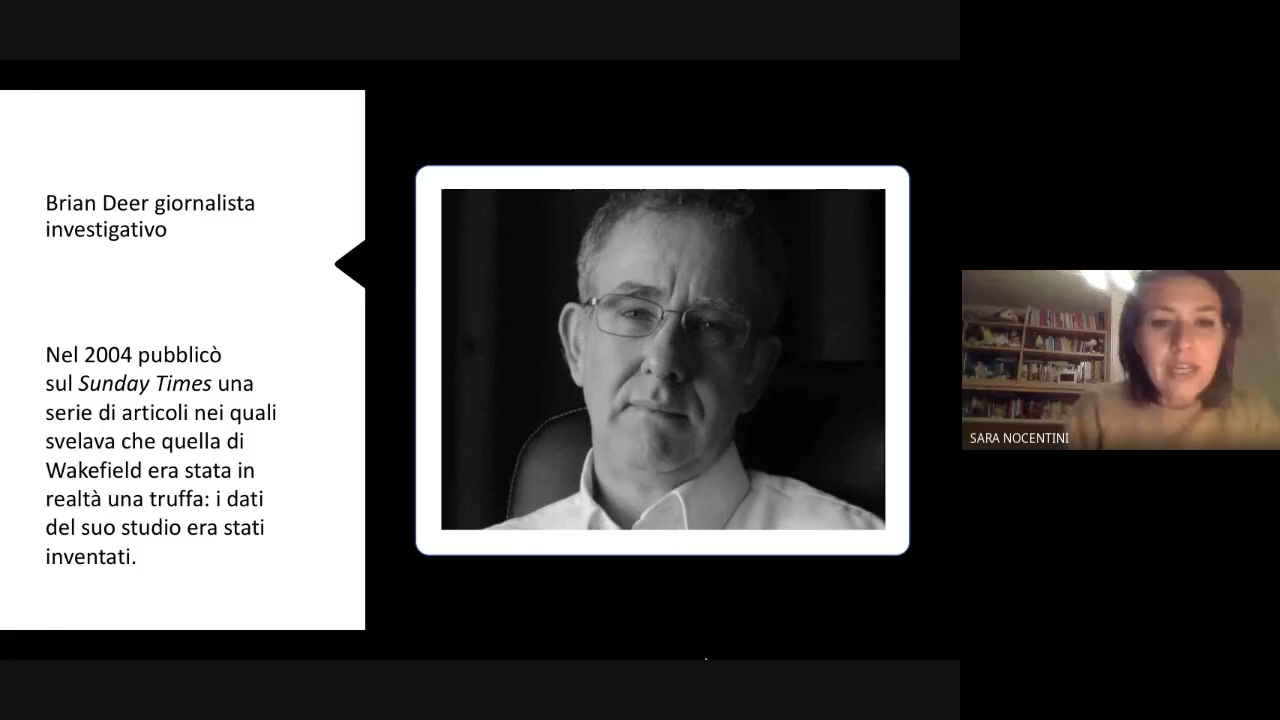 Brian Deer giornalista
investigativo
Nel 2004 pubblicò
sul Sunday Times una
serie di articoli nei quali
svelava che quella di
Wakefield era stata in
realtà una truffa: i dati
del suo studio era stati
inventati.
SARA NOCENTINI